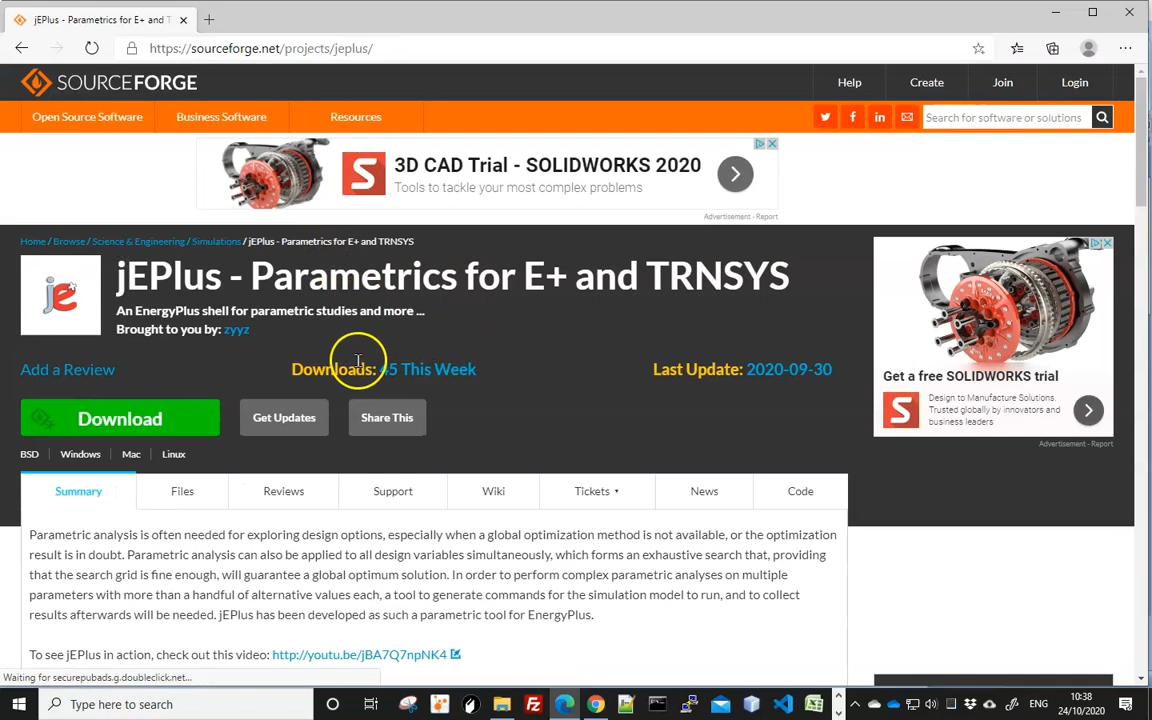 jEPlus - Parametrics for E+ and T
https://sourceforge.net/projects/jeplus/
SOURCEFORGE
Help
Create
Join
Login
Open Source Software
Business Software
Resources
Search for software or solutions
3D CAD Trial - SOLIDWORKS 2020
Tools to tackle your most complex problems
Advertisement - Report
Home / Browse / Science & Engineering / Simulations / jEPlus - Parametrics for E+ and TRNSYS
je
jEPlus - Parametrics for E+ and TRNSYS
An EnergyPlus shell for parametric studies and more ...
Brought to you by: zyyz
Add a Review
Downloads: 45 This Week
Last Update: 2020-09-30
Get a free SOLIDWORKS trial
Design to Manufacture Solutions.
Trusted globally by innovators and
business leaders
Advertisement - Report
Download
Get Updates
Share This
BSD
Windows
Mac
Linux
Summary
Files
Reviews
Support
Wiki
Tickets
News
Code
Parametric analysis is often needed for exploring design options, especially when a global optimization method is not available, or the optimization
result is in doubt. Parametric analysis can also be applied to all design variables simultaneously, which forms an exhaustive search that, providing
that the search grid is fine enough, will guarantee a global optimum solution. In order to perform complex parametric analyses on multiple
parameters with more than a handful of alternative values each, a tool to generate commands for the simulation model to run, and to collect
results afterwards will be needed. jEPlus has been developed as such a parametric tool for EnergyPlus.
To see jEPlus in action, check out this video: http://youtu.be/jBA7Q7npNK4
Waiting for securepubads.g.doubleclick.net...
Type here to search
ENG
10:38
24/10/2020